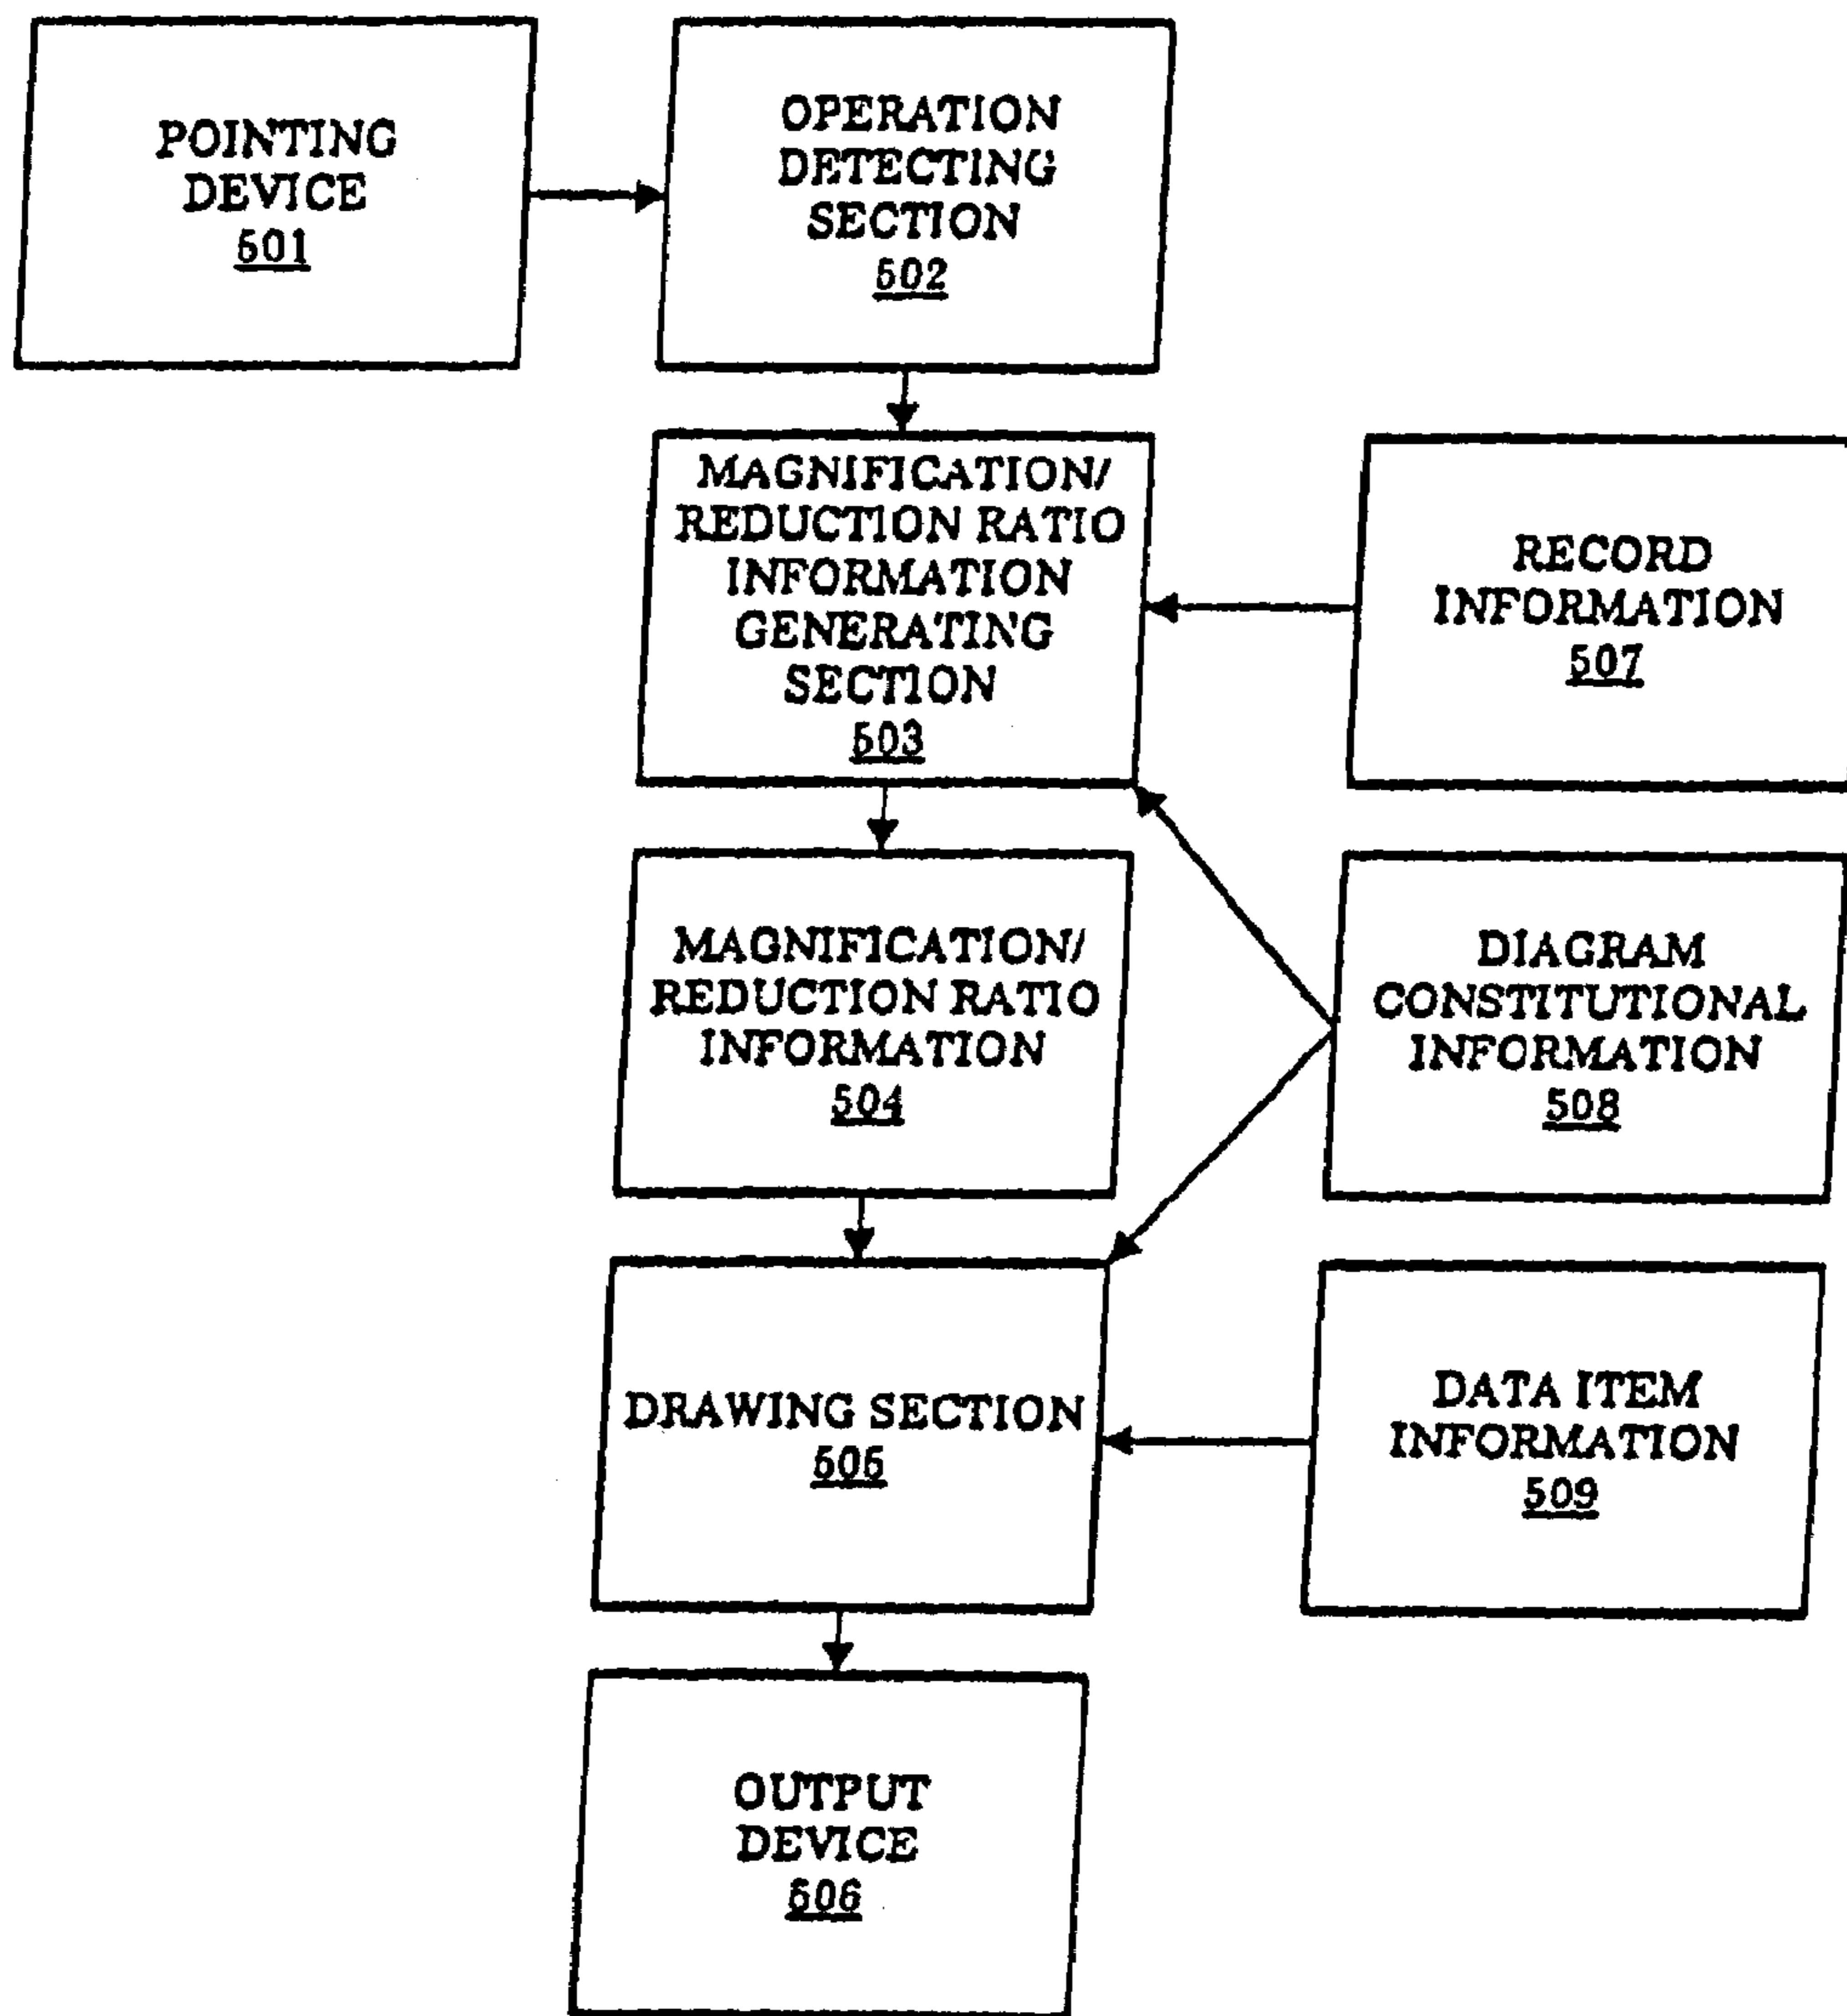 POINTING
DEVICE
501
OPERATION
DETECTING
SECTION
502
MAGNIFICATION/
REDUCTION RATIO
INFORMATION
GENERATING
SECTION
503
RECORD
INFORMATION
507
MAGNIFICATION/
REDUCTION RATIO
INFORMATION
504
DIAGRAM
CONSTITUTIONAL
INFORMATION
508
DRAWING SECTION
505
DATA ITEM
INFORMATION
509
OUTPUT
DEVICE
506